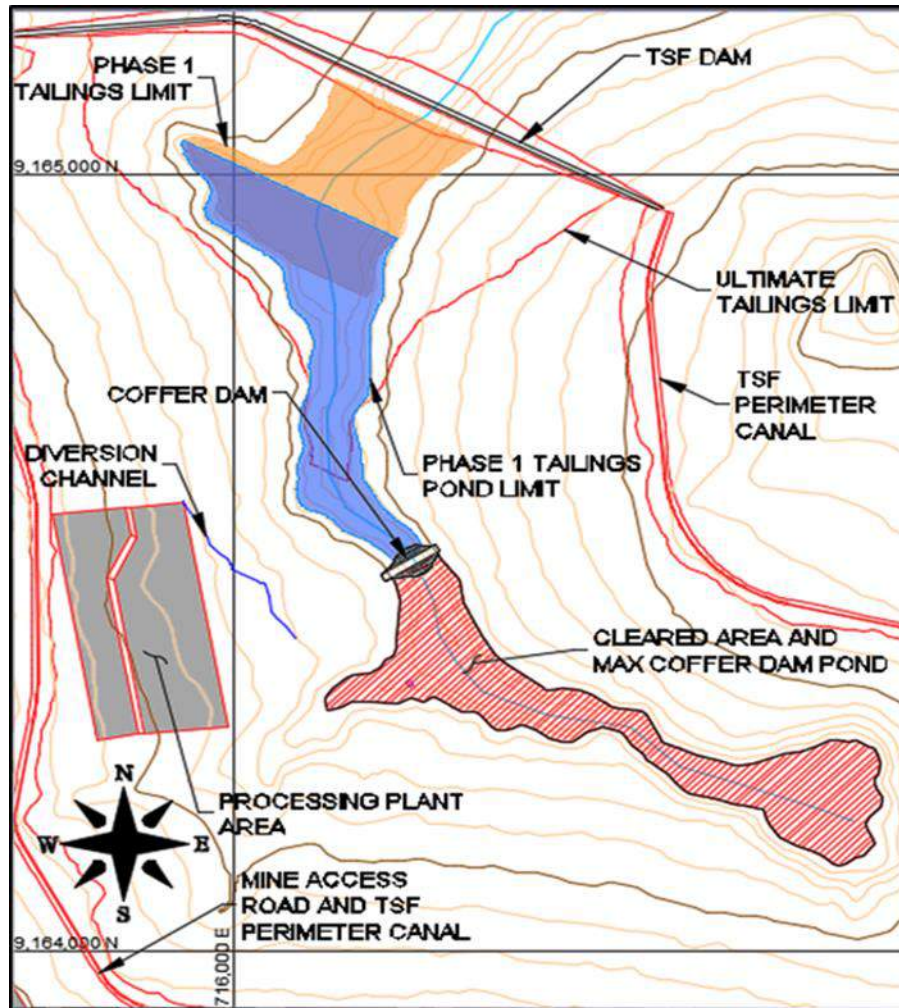 PHASE 1
TAILINGS LIMIT
TSF DAM
9,165,000 N
ULTIMATE
TAILINGS LIMIT
COFFER DAM
TSF
PERIMETER
CANAL
DIVERSION
CHANNEL
PHASE 1 TAILINGS
POND LIMIT
CLEARED AREA AND
MAX COFFER DAM POND
N
W
E
S
PROCESSING PLANT
AREA
MINE ACCESS
ROAD AND TSF
PERIMETER CANAL
9,164,000 N
716,000 E